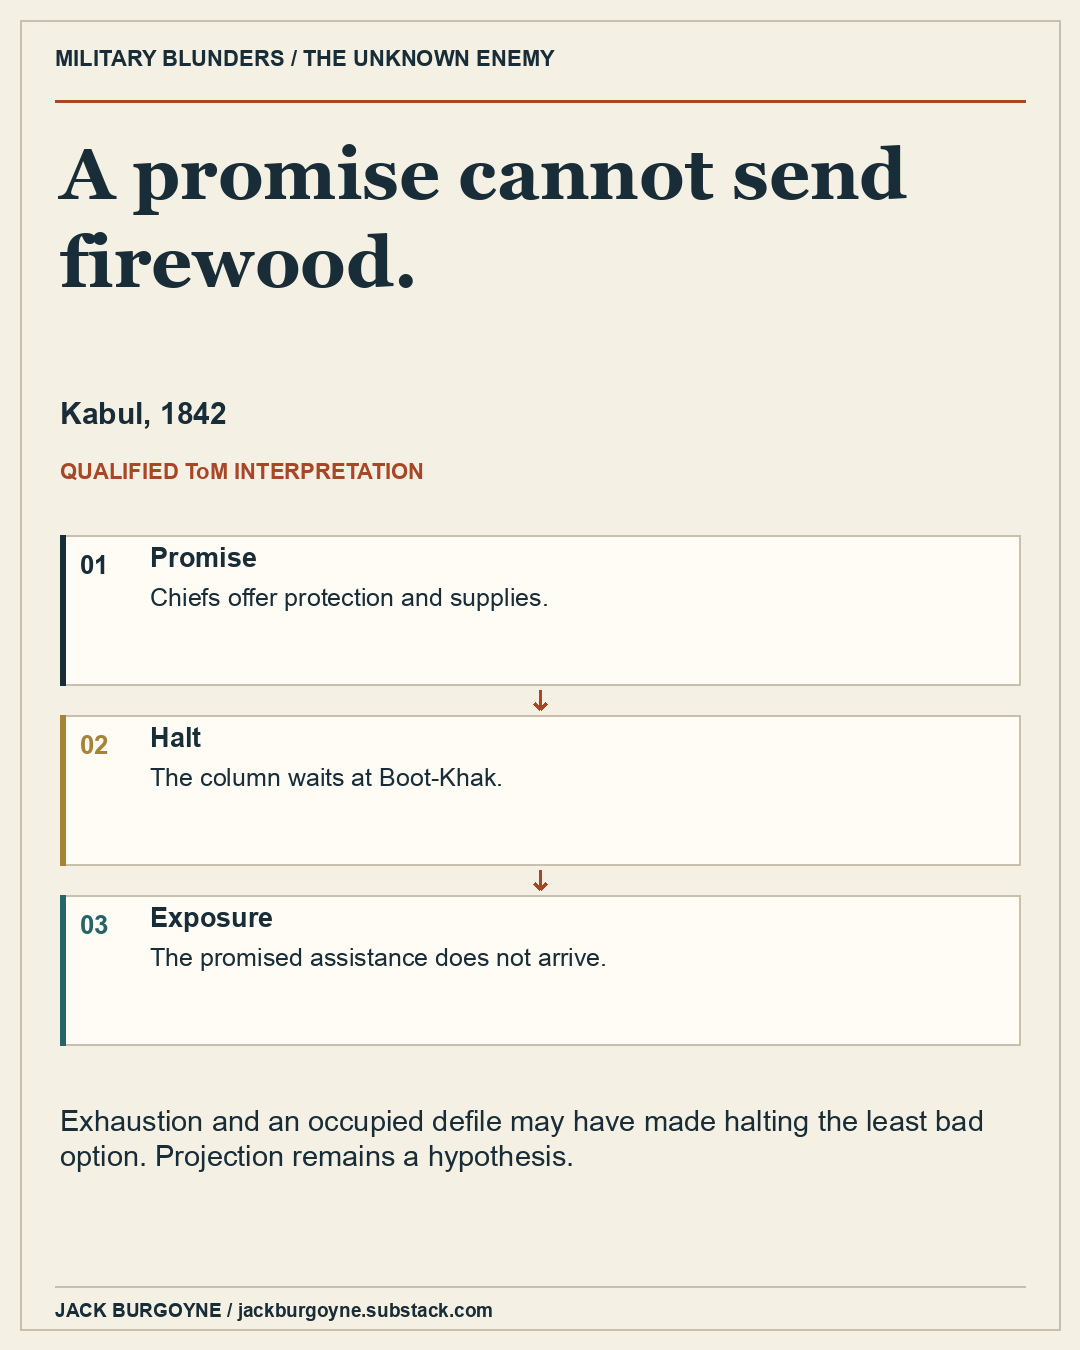 MILITARY BLUNDERS / THE UNKNOWN ENEMY
A promise cannot send
firewood.
Kabul, 1842
QUALIFIED ToM INTERPRETATION
01
Promise
Chiefs offer protection and supplies.
↓
02
Halt
The column waits at Boot-Khak.
↓
03
Exposure
The promised assistance does not arrive.
Exhaustion and an occupied defile may have made halting the least bad
option. Projection remains a hypothesis.
JACK BURGOYNE / jackburgoyne.substack.com